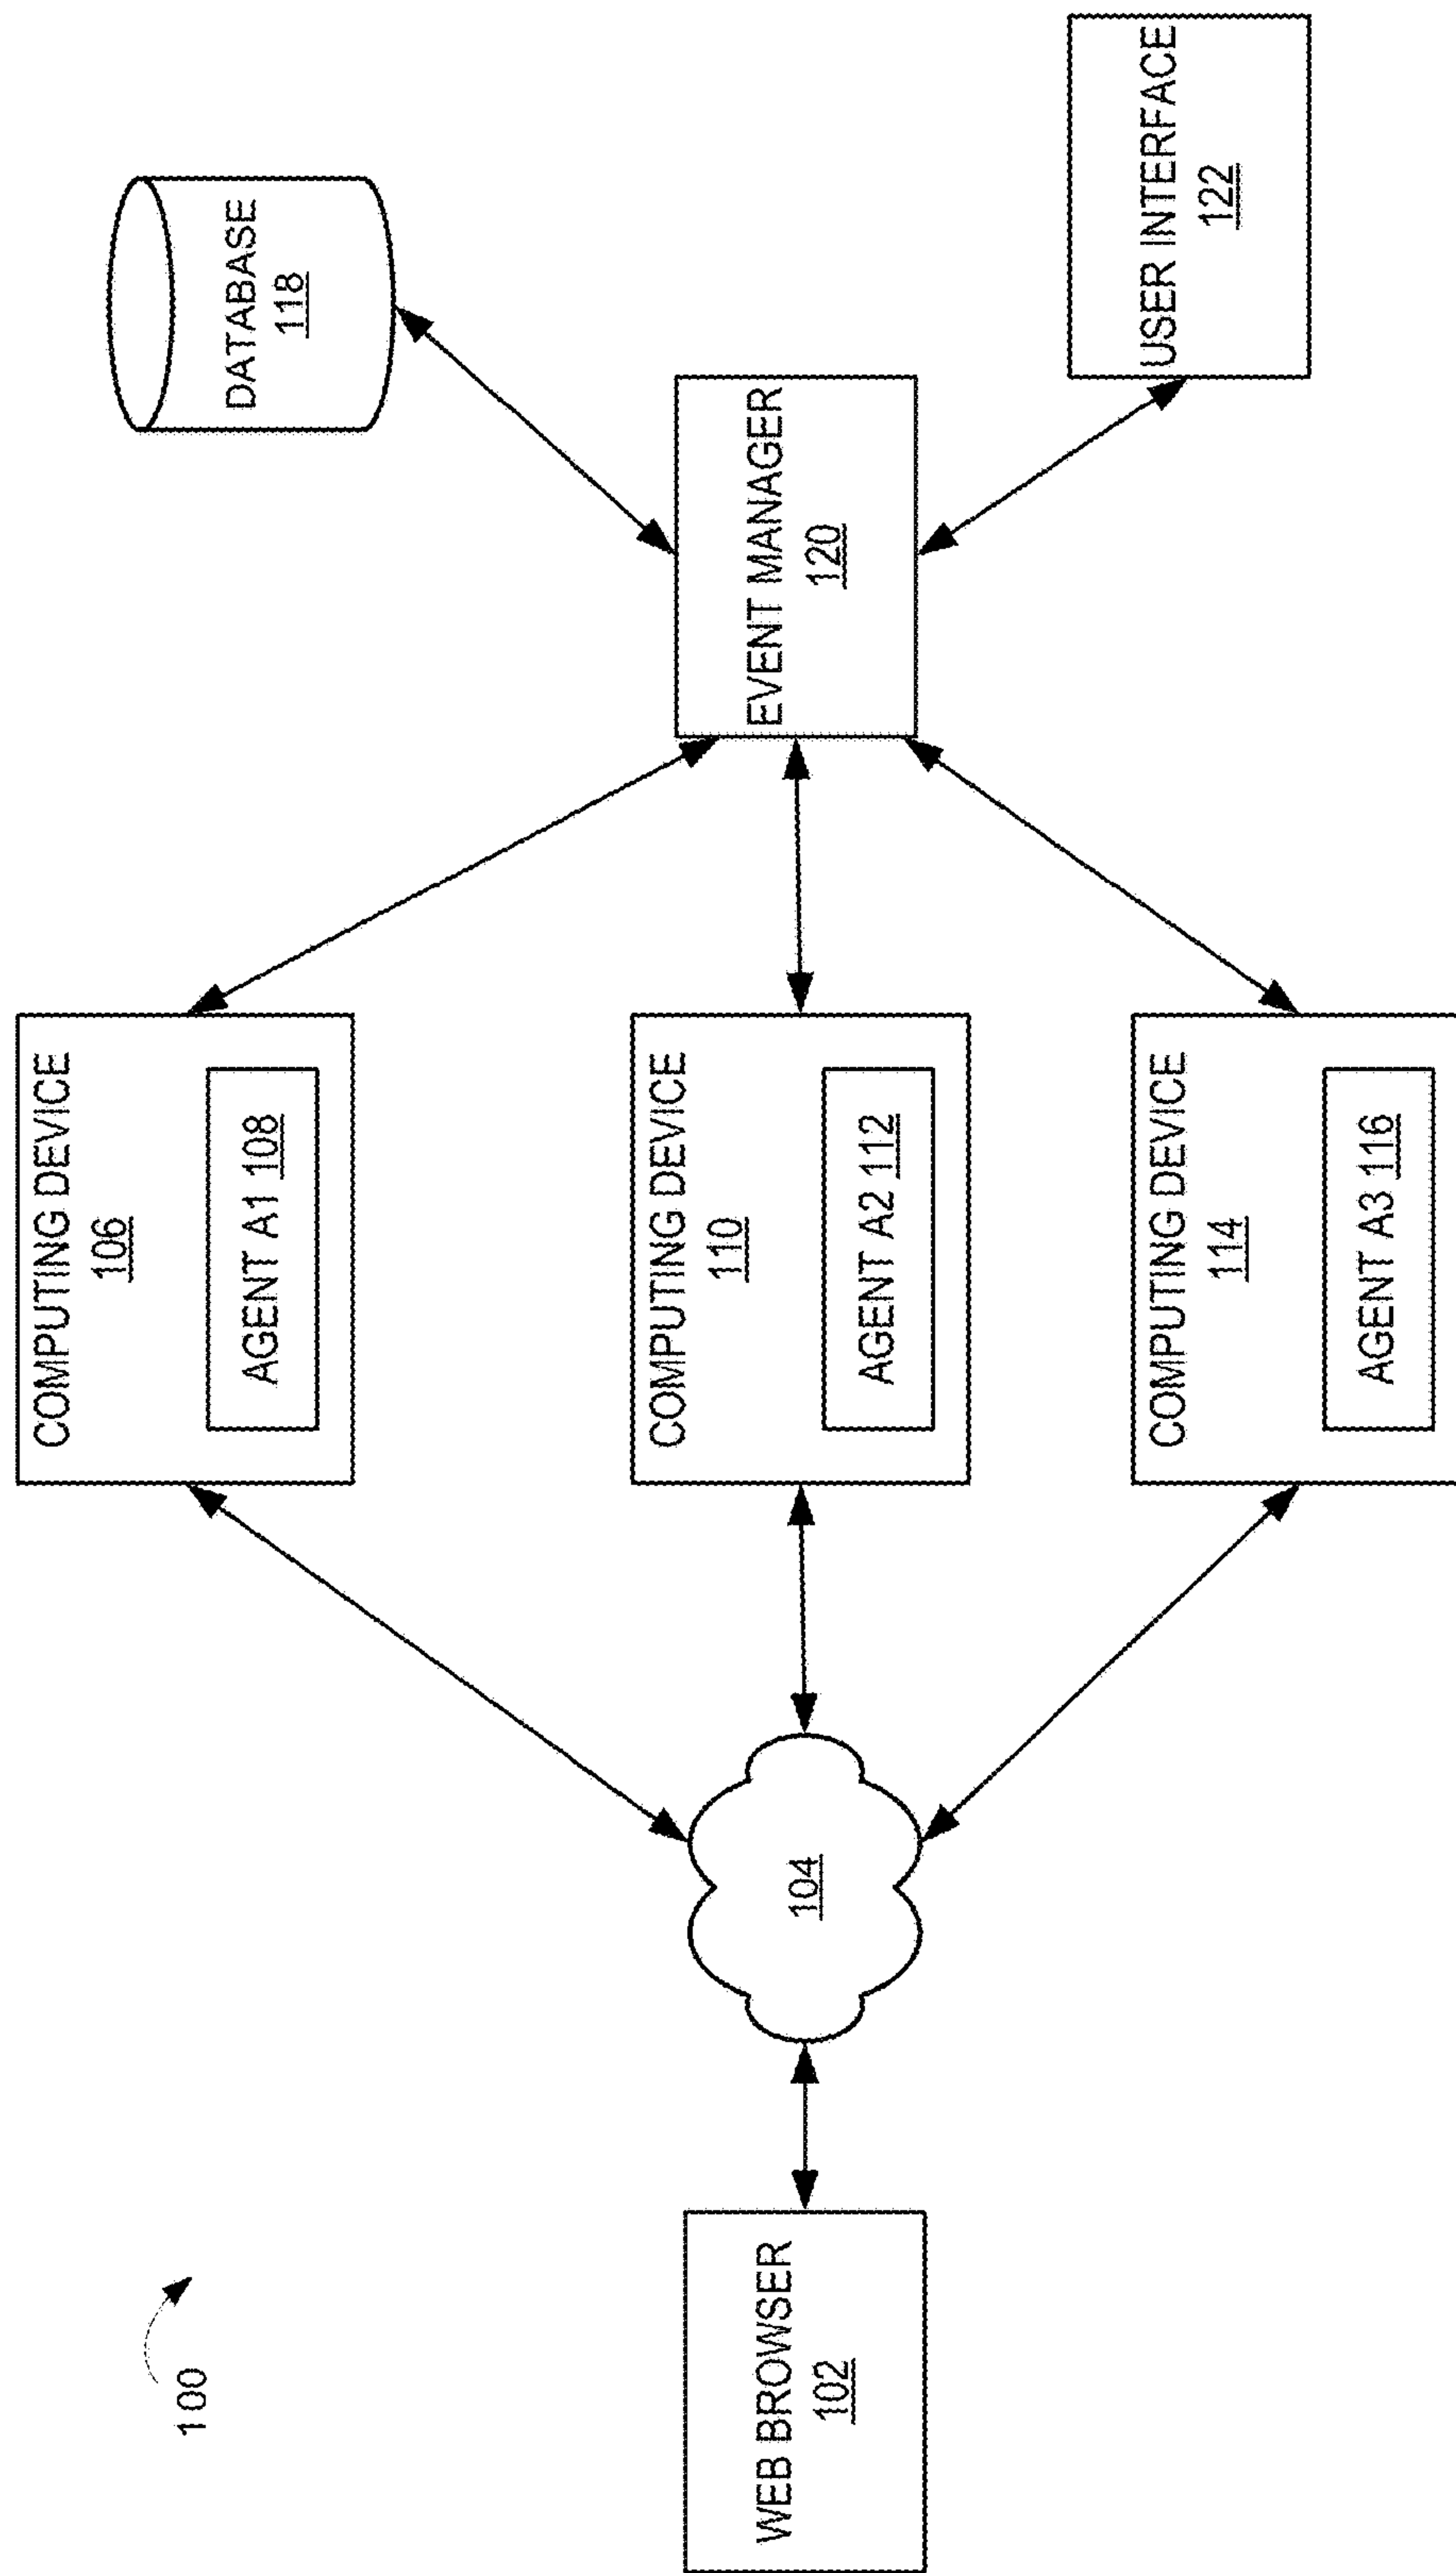 100
WEB BROWSER
102
104
COMPUTING DEVICE
106
AGENT A1 108
COMPUTING DEVICE
110
AGENT A2 112
COMPUTING DEVICE
114
AGENT A3 116
EVENT MANAGER
120
DATABASE
118
USER INTERFACE
122